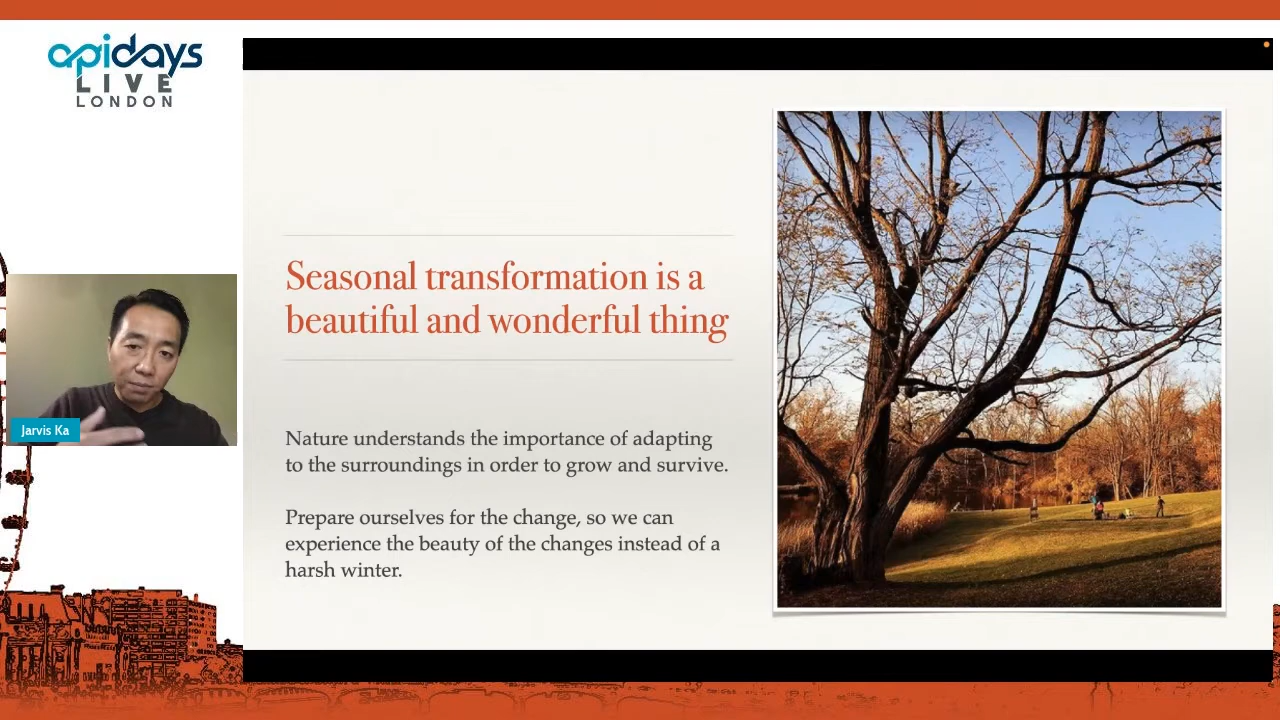 apidays
LIVE
LONDON
Seasonal transformation is a
beautiful and wonderful thing
Jarvis Ka
Nature understands the importance of adapting
to the surroundings in order to grow and survive.
Prepare ourselves for the change, so we can
experience the beauty of the changes instead of a
harsh winter.